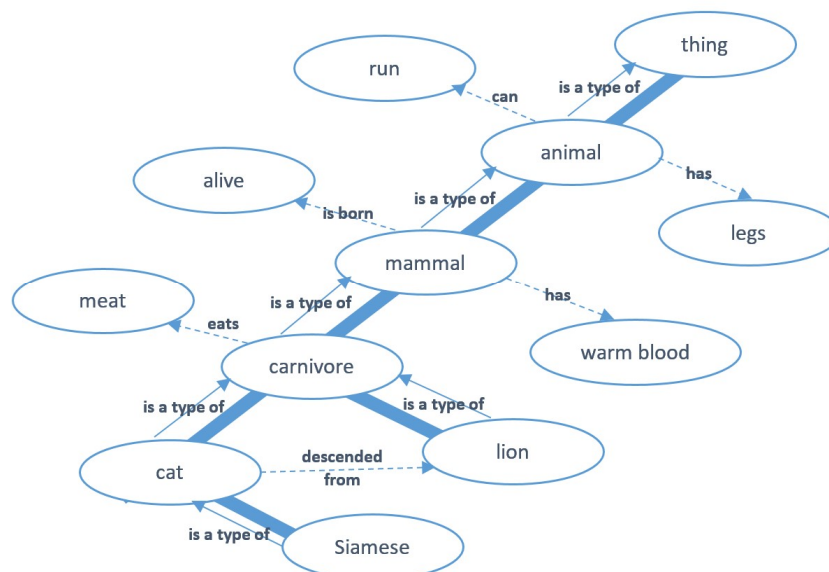 thing
run
is a type of
can
animal
alive
has
is a type of
is born
legs
mammal
meat
is a type of
has
eats
warm blood
carnivore
is a type of
is a type of
descended
from
lion
cat
is a type of
Siamese